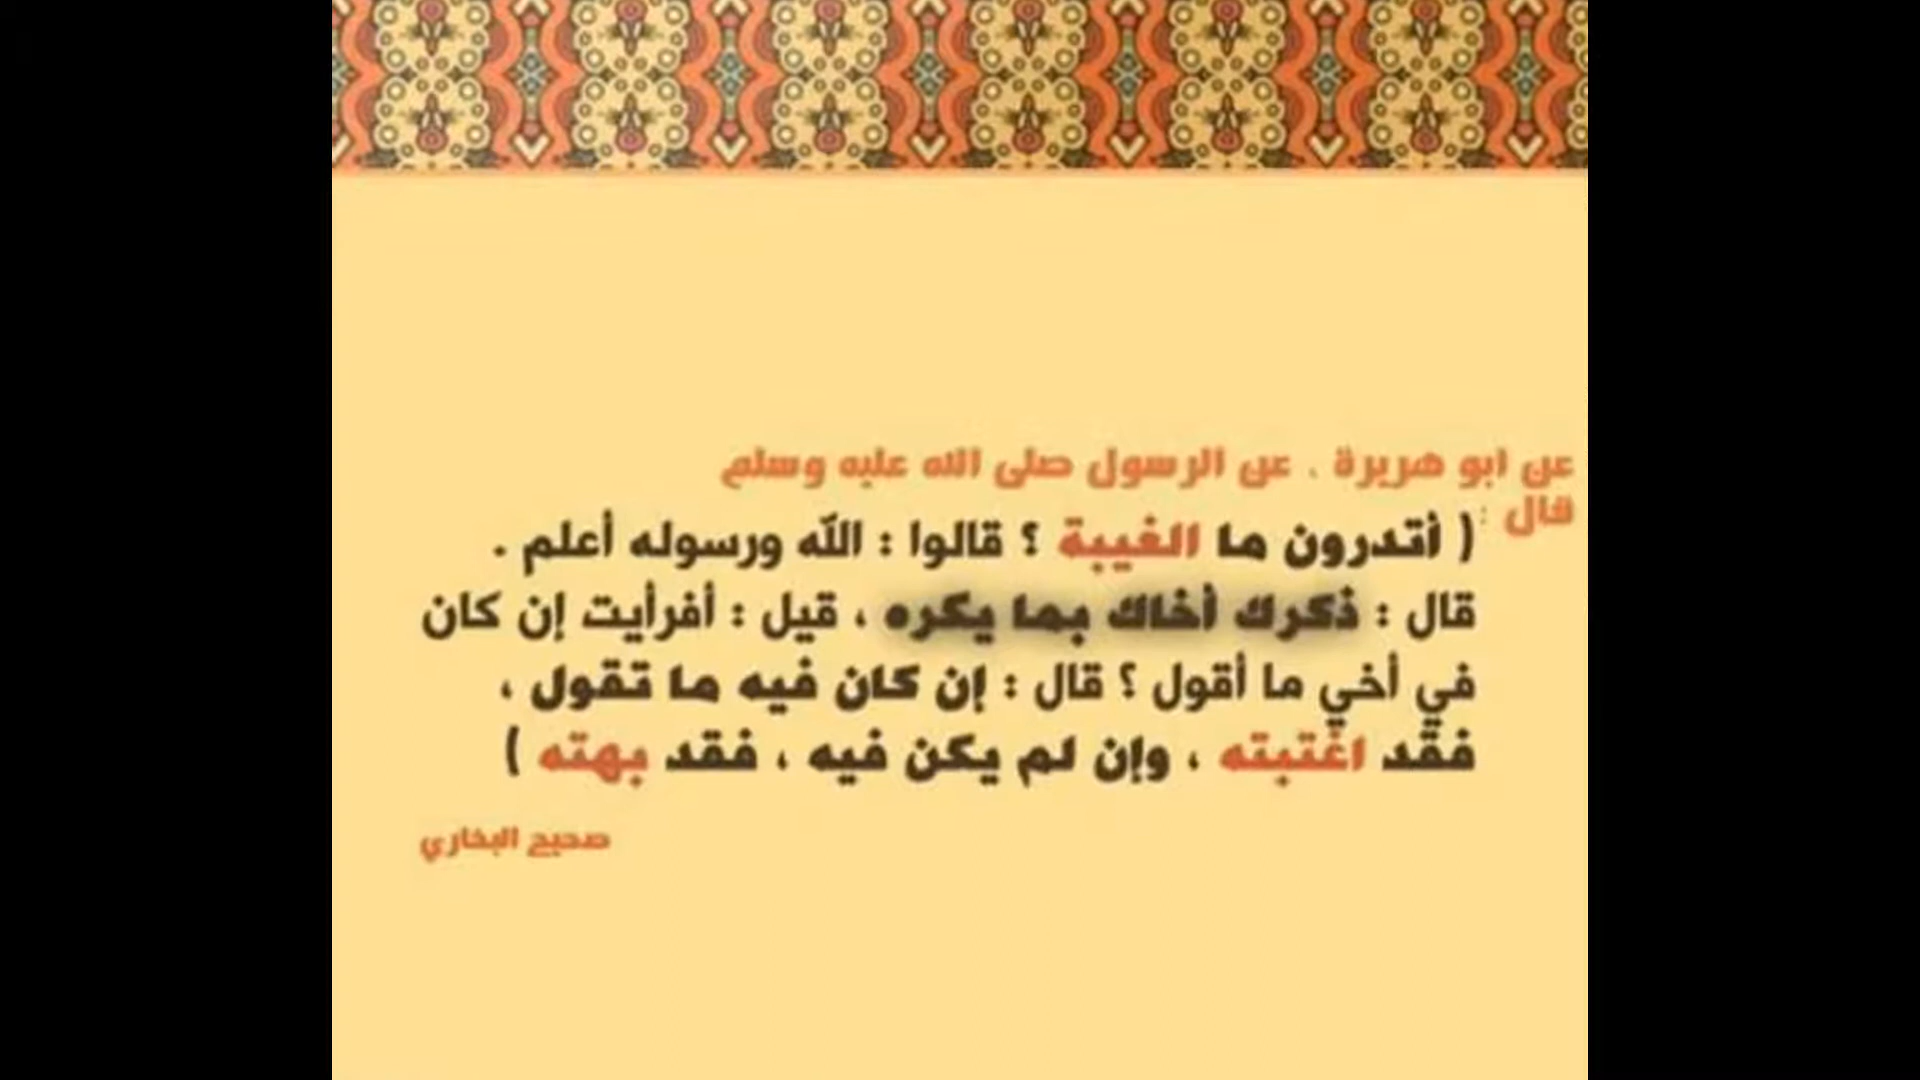 عن ابو هريرة . عن الرسول صلى الله عليه وسلم
قال :
( أتدرون ما الغيبة ؟ قالوا : الله ورسوله أعلم .
قال : ذكرك أخاك بما يكره ، قيل : أفرأيت إن كان
في أخي ما أقول ؟ قال : إن كان فيه ما تقول ،
فقد اغتبته ، وإن لم يكن فيه ، فقد بهته )
صحيح البخاري